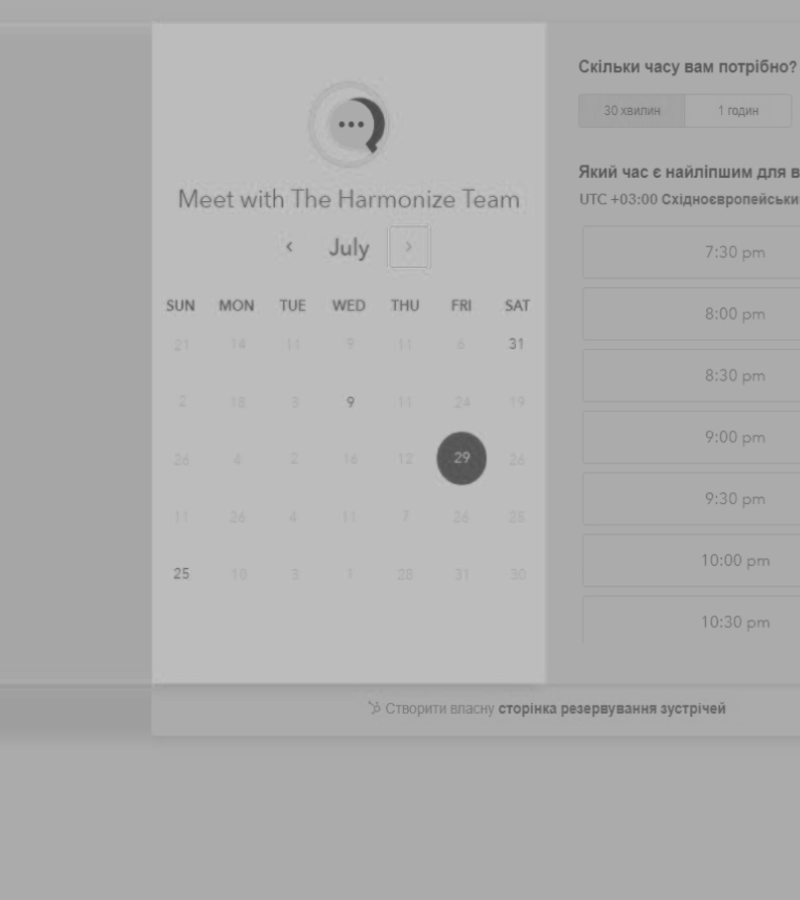 Meet with The Harmonize Team
‹ July ›
SUN MON TUE WED THU FRI SAT
21 14 11 9 11 6 31
2 18 3 9 11 24 19
26 4 2 16 12 29 26
11 26 4 11 7 26 25
25 10 3 1 28 31 30
Скільки часу вам потрібно?
30 хвилин 1 годин
Який час є найліпшим для в
UTC +03:00 Східноєвропейськи
7:30 pm
8:00 pm
8:30 pm
9:00 pm
9:30 pm
10:00 pm
10:30 pm
Створити власну сторінка резервування зустрічей